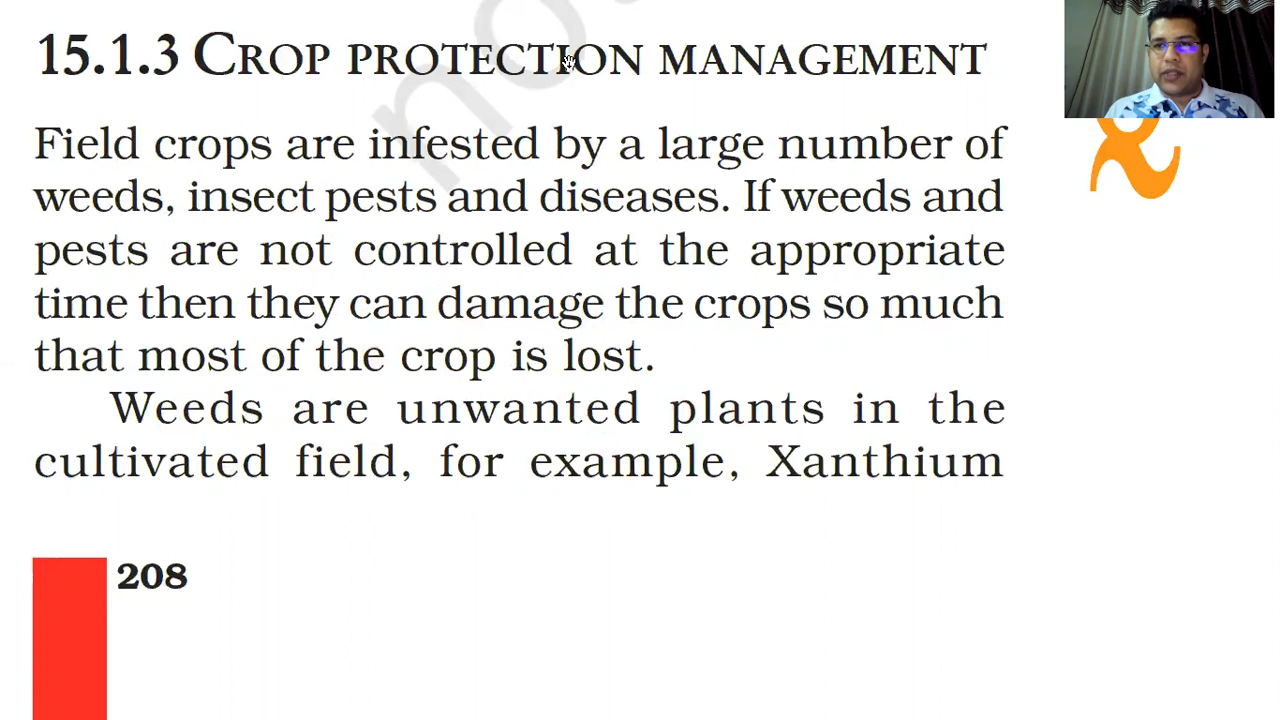 15.1.3 CROP PROTECTION MANAGEMENT
Field crops are infested by a large number of
weeds, insect pests and diseases. If weeds and
pests are not controlled at the appropriate
time then they can damage the crops so much
that most of the crop is lost.
Weeds are unwanted plants in the
cultivated field, for example, Xanthium
208